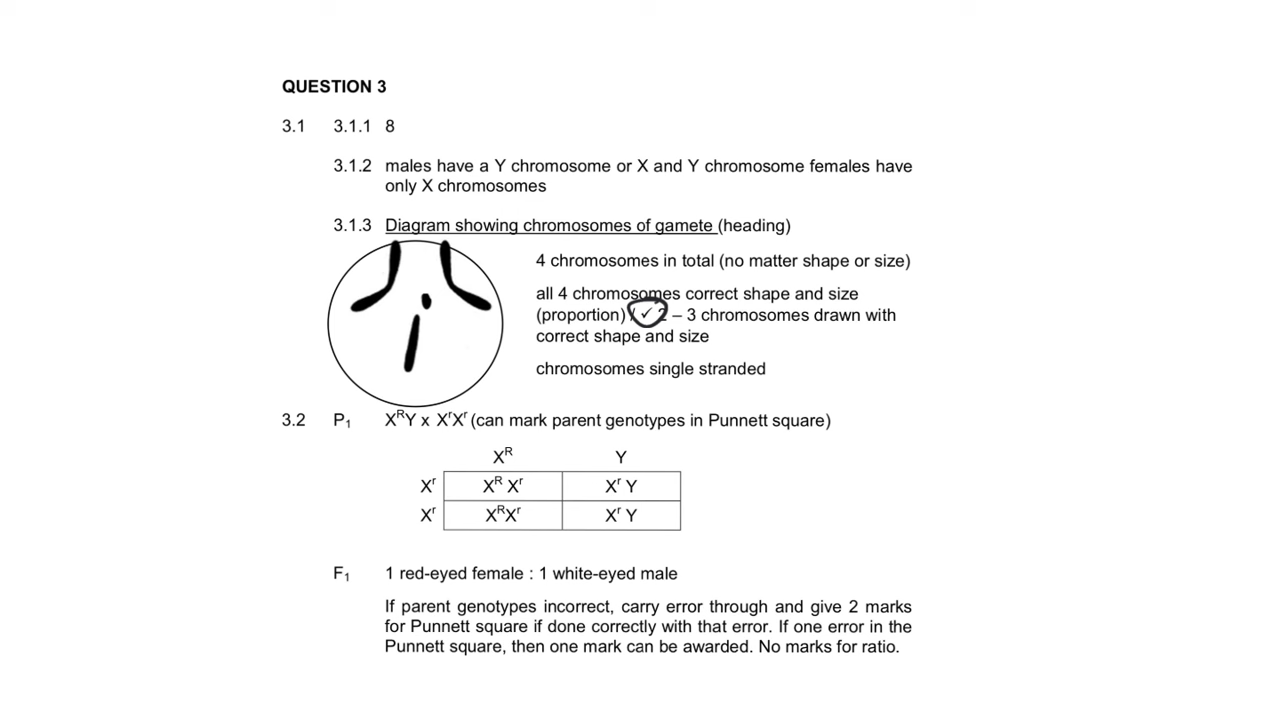 QUESTION 3
3.1 3.1.1 8
3.1.2 males have a Y chromosome or X and Y chromosome females have
only X chromosomes
3.1.3 Diagram showing chromosomes of gamete (heading)
4 chromosomes in total (no matter shape or size)
all 4 chromosomes correct shape and size
(proportion) ✓ 2 – 3 chromosomes drawn with
correct shape and size
chromosomes single stranded
3.2 P₁ XᴿY x XʳXʳ (can mark parent genotypes in Punnett square)
Xᴿ Y
Xʳ Xᴿ Xʳ Xʳ Y
Xʳ XᴿXʳ Xʳ Y
F₁ 1 red-eyed female : 1 white-eyed male
If parent genotypes incorrect, carry error through and give 2 marks
for Punnett square if done correctly with that error. If one error in the
Punnett square, then one mark can be awarded. No marks for ratio.